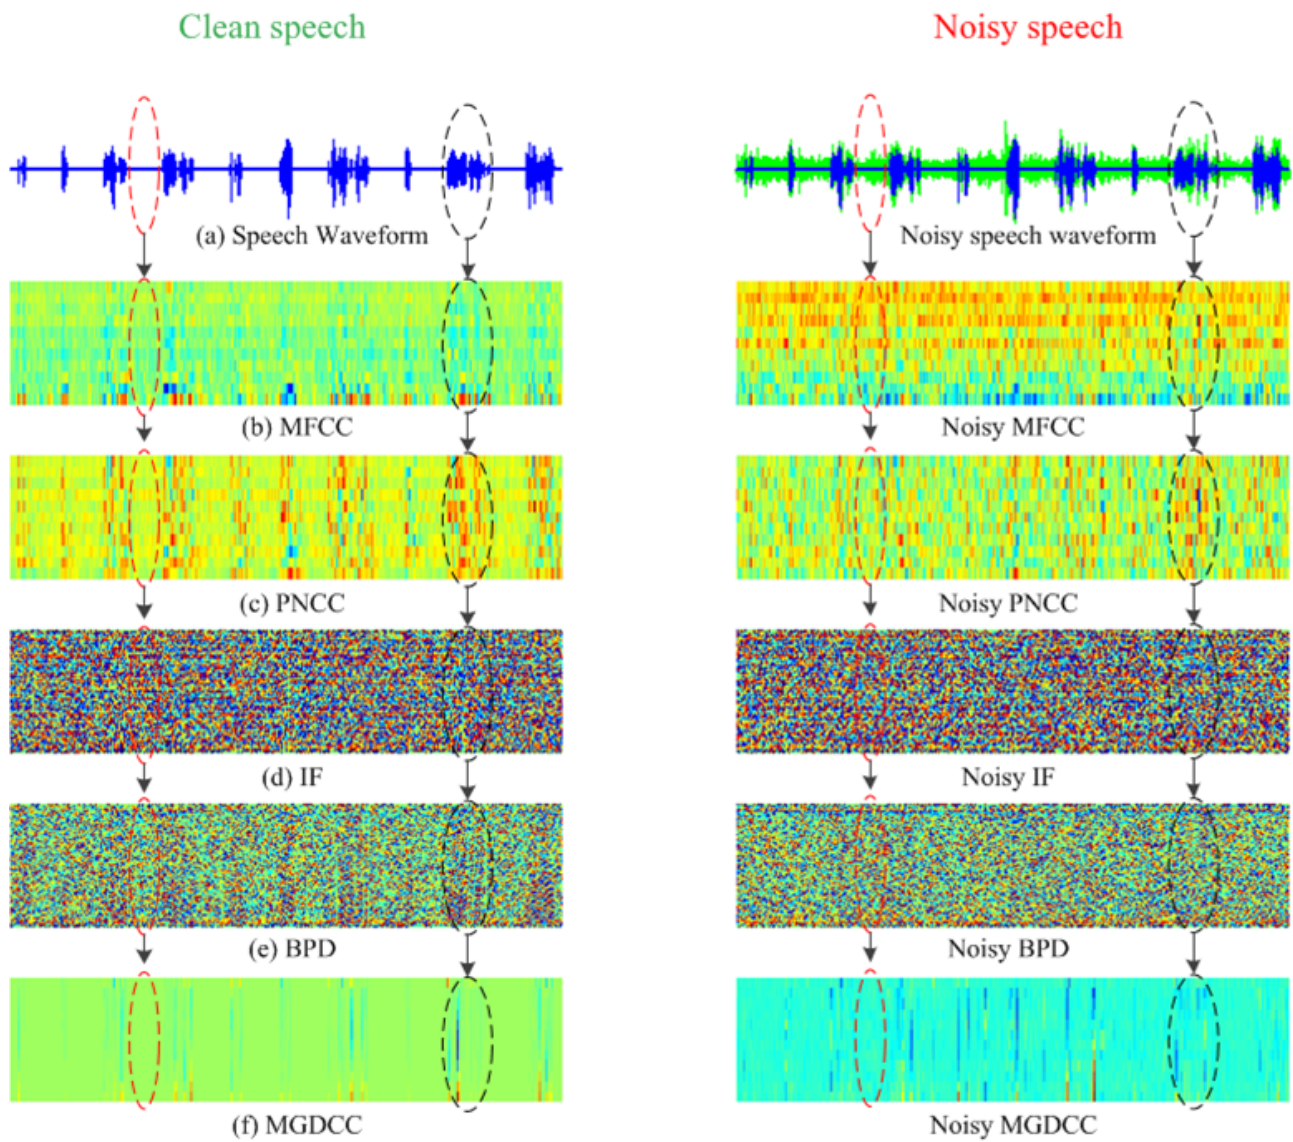 Clean speech
Noisy speech
(a) Speech Waveform
Noisy speech waveform
(b) MFCC
Noisy MFCC
(c) PNCC
Noisy PNCC
(d) IF
Noisy IF
(e) BPD
Noisy BPD
(f) MGDCC
Noisy MGDCC